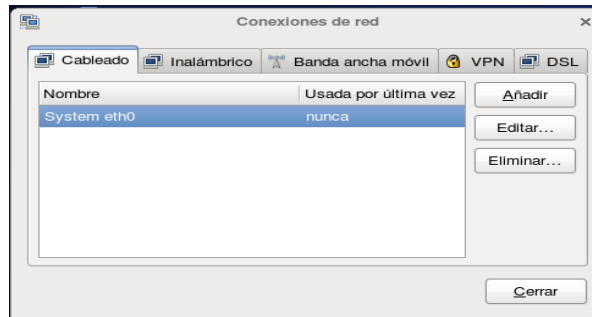 Conexiones de red
Cableado Inalámbrico Banda ancha móvil VPN DSL
Nombre Usada por última vez
System eth0 nunca
Añadir
Editar...
Eliminar...
Cerrar